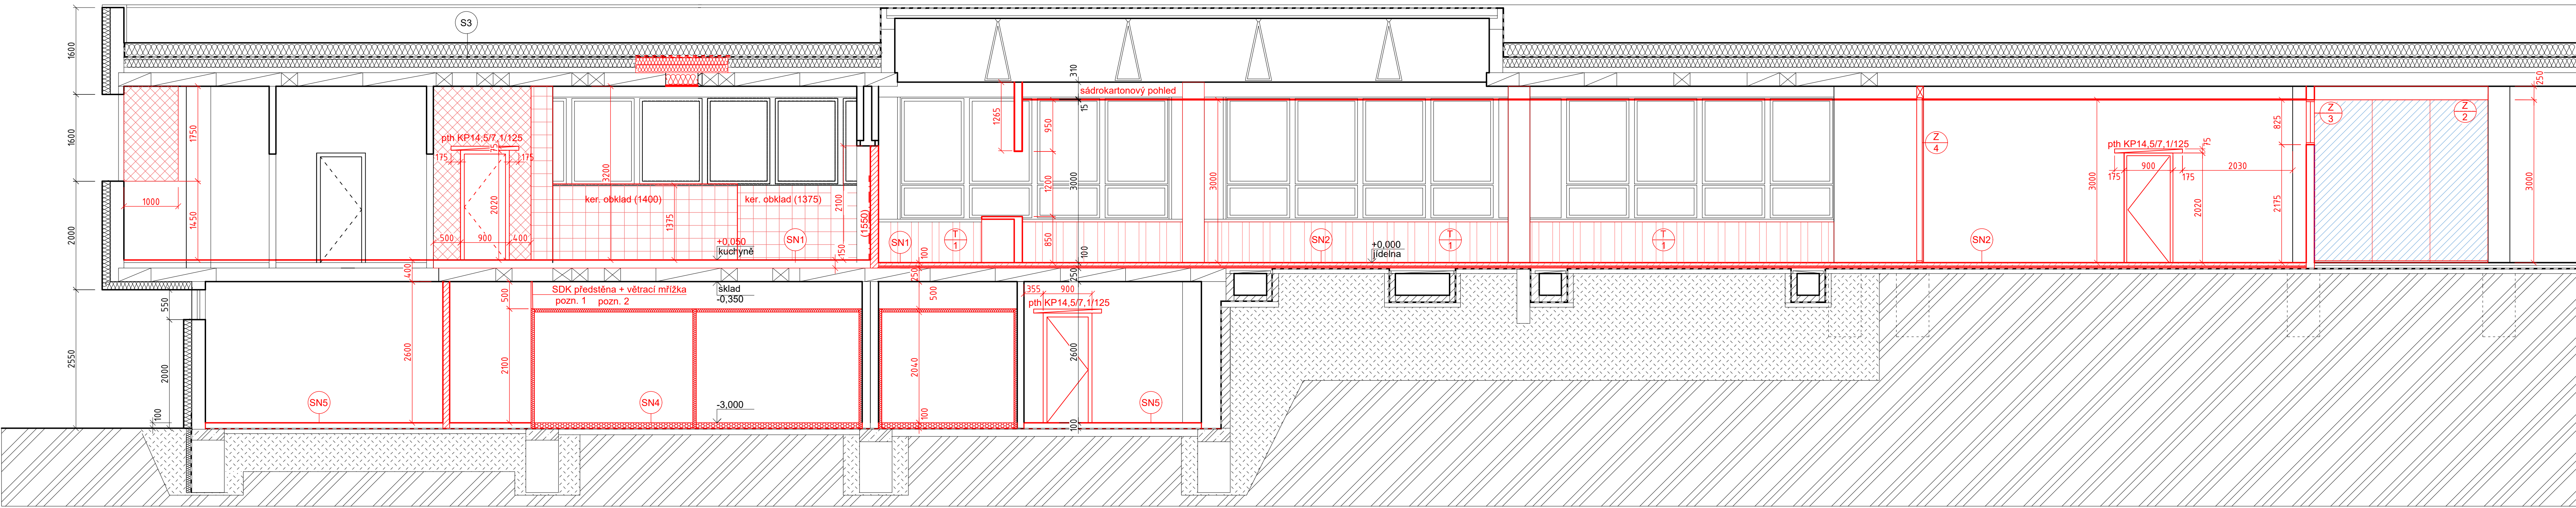 S3
1600
310
250
sádrokartonový pohled
15
1265
950
1750
1600
pth KP14,5/7,1/125
75
175
175
3200
Z
4
Z
3
Z
2
825
pth KP14,5/7,1/125
75
175
900
175
2030
3000
3000
3000
3000
1200
1000
1450
2020
2020
2175
ker. obklad (1400)
ker. obklad (1375)
1375
2100
(1550)
2000
500
900
400
+0,050
kuchyně
SN1
150
SN1
T
1
850
100
100
SN2
+0,000
jídelna
T
1
T
1
SN2
400
250
250
SDK předstěna + větrací mřížka
pozn. 1
pozn. 2
sklad
-0,350
500
500
355
900
pth KP14,5/7,1/125
550
2550
2000
2600
2100
2040
2600
SN5
SN4
-3,000
SN5
100
100
100